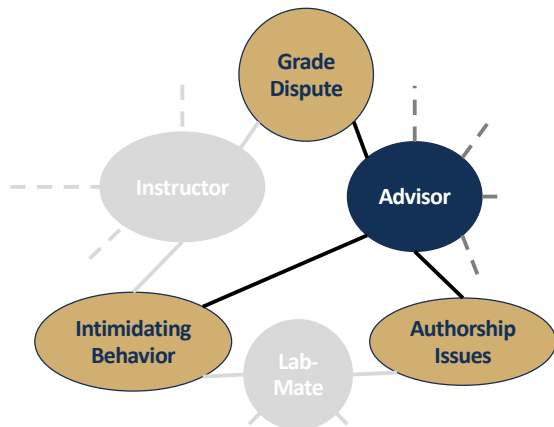 Grade
Dispute
Instructor
Advisor
Intimidating
Behavior
Authorship
Issues
Lab-
Mate